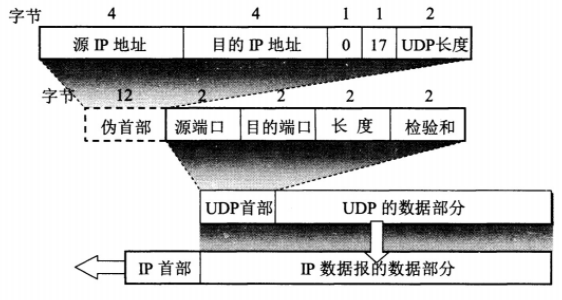 字节 4 4 1 1 2
源 IP 地址 目的 IP 地址 0 17 UDP长度
字节 12 2 2 2 2
伪首部 源端口 目的端口 长 度 检验和
UDP首部 UDP 的数据部分
IP 首部 IP 数据报的数据部分